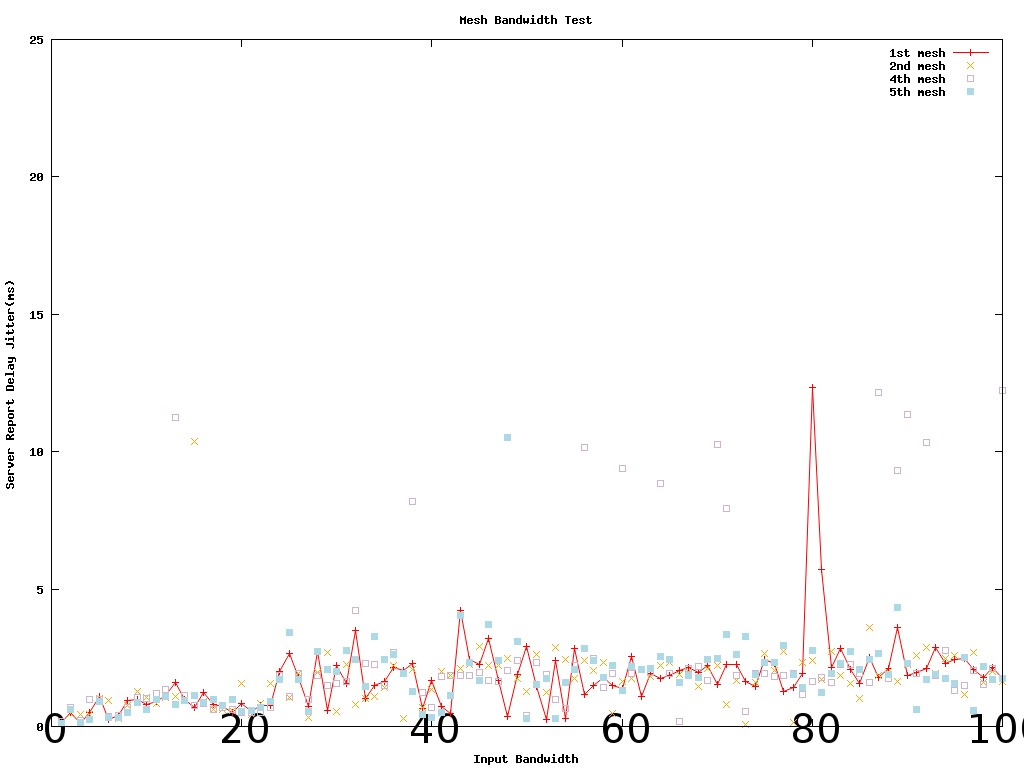 Mesh Bandwidth Test
25
1st mesh
2nd mesh
4th mesh
5th mesh
20
15
Server Report Delay Jitter(ms)
10
5
0
0 20 40 60 80 100
Input Bandwidth